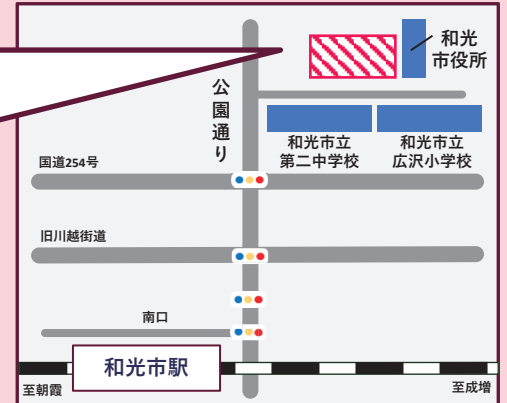 和光
市役所
公園通り
和光市立
第二中学校
和光市立
広沢小学校
国道254号
旧川越街道
南口
和光市駅
至朝霞
至成増